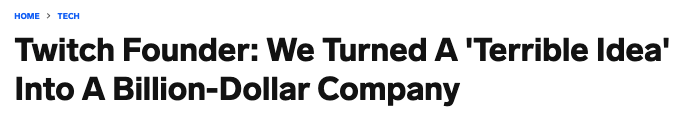 HOME > TECH
Twitch Founder: We Turned A 'Terrible Idea'
Into A Billion-Dollar Company